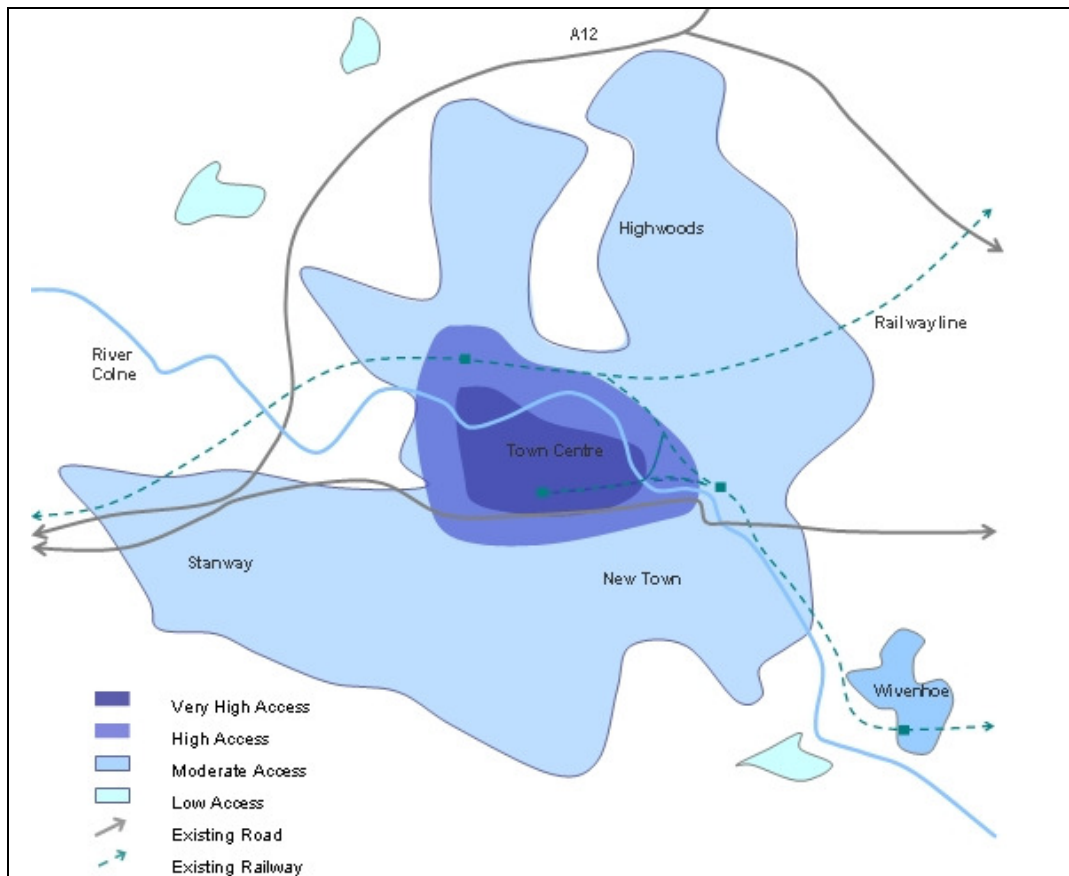 A12
Highwoods
Railway line
River
Colne
Town Centre
Stanway
New Town
Wivenhoe
Very High Access
High Access
Moderate Access
Low Access
Existing Road
Existing Railway